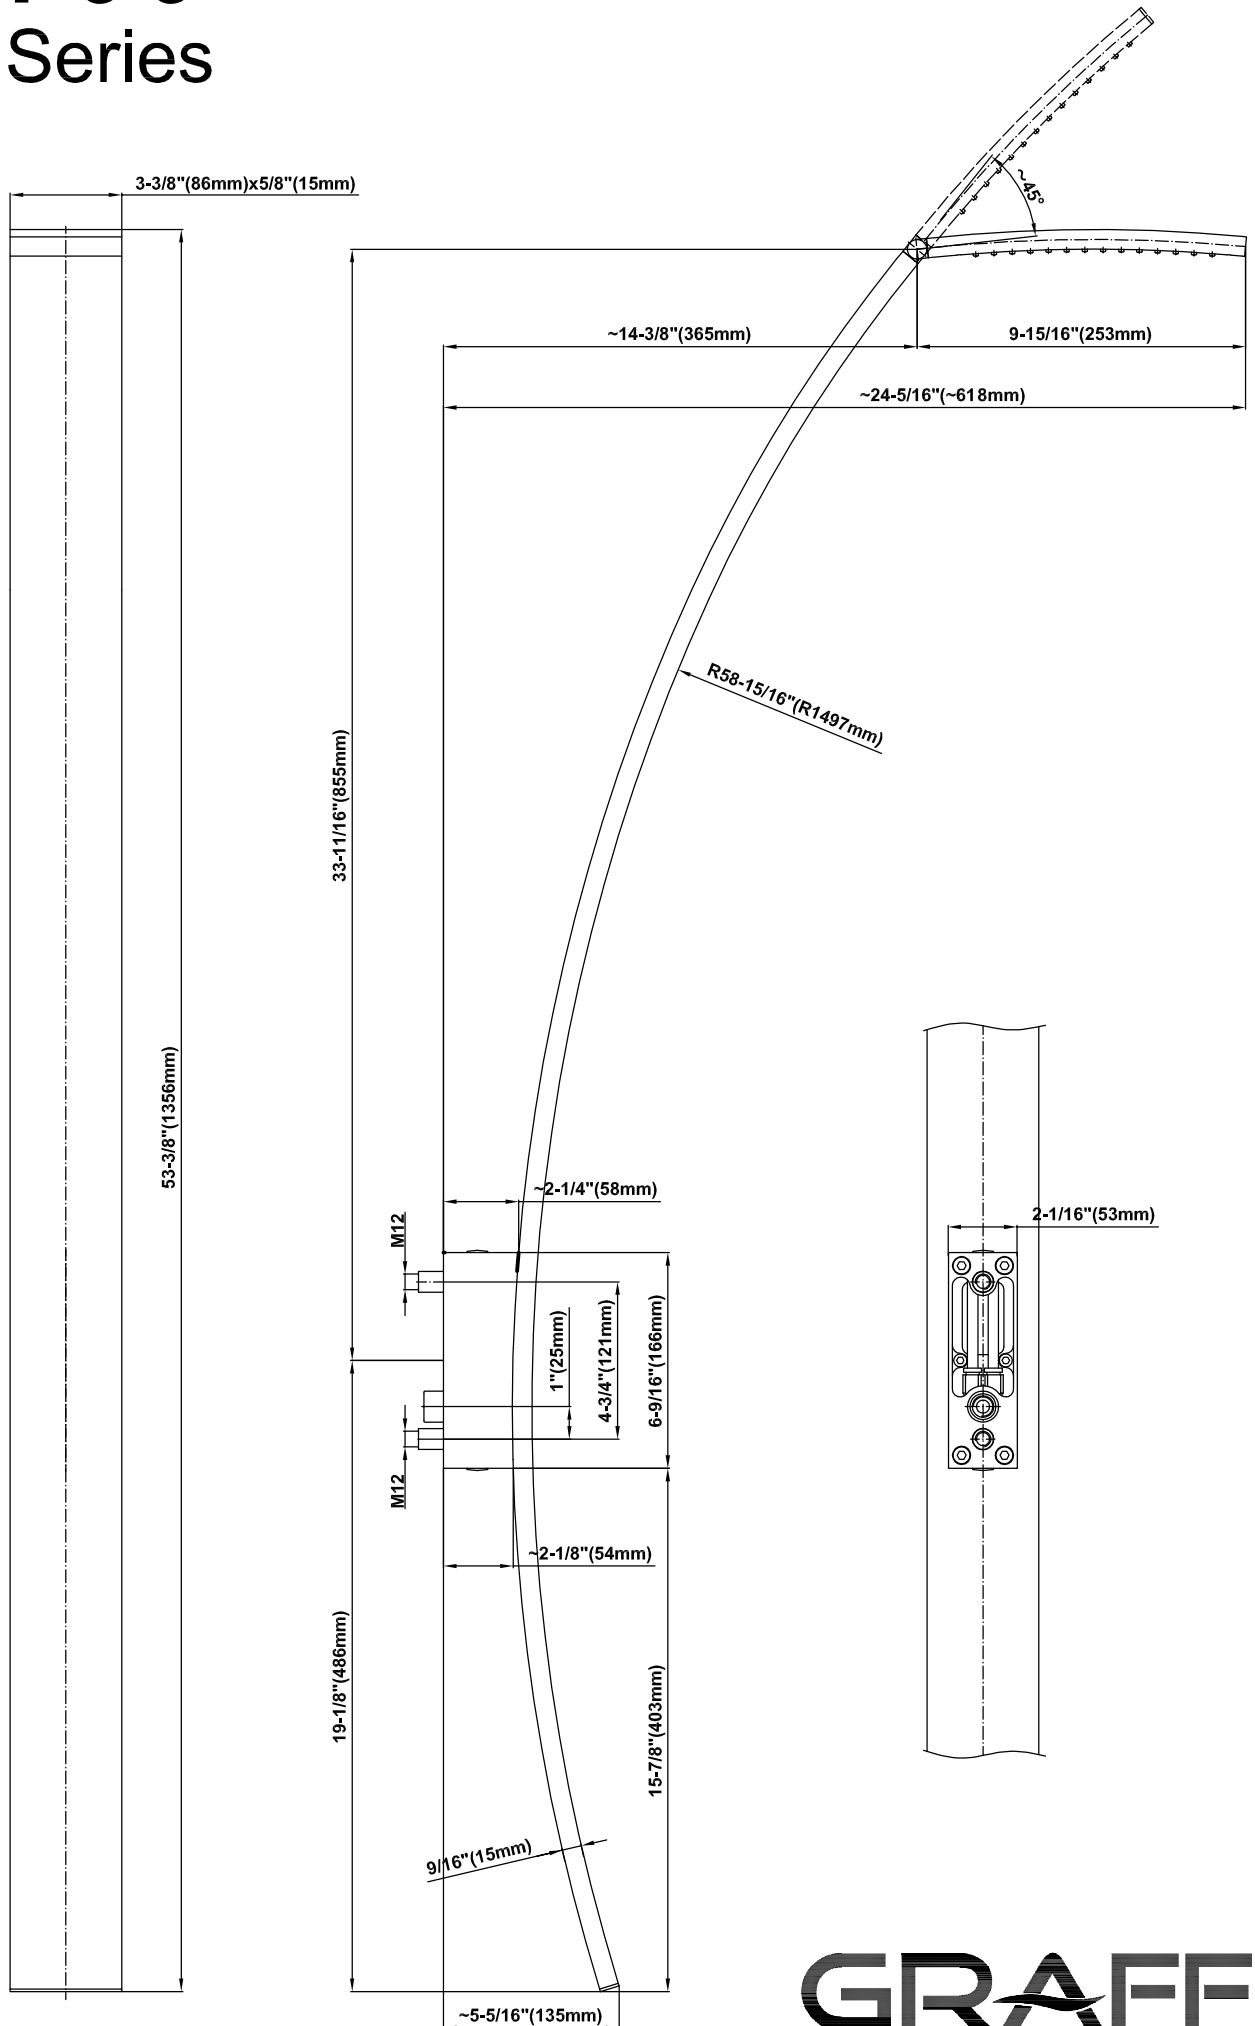 Series
3-3/8"(86mm)x5/8"(15mm)
~45°
~14-3/8"(365mm)
9-15/16"(253mm)
~24-5/16"(~618mm)
R58-15/16"(R1497mm)
33-11/16"(855mm)
53-3/8"(1356mm)
~2-1/4"(58mm)
2-1/16"(53mm)
M12
1"(25mm)
4-3/4"(121mm)
6-9/16"(166mm)
M12
~2-1/8"(54mm)
19-1/8"(486mm)
15-7/8"(403mm)
9/16"(15mm)
~5-5/16"(135mm)
GRAFF